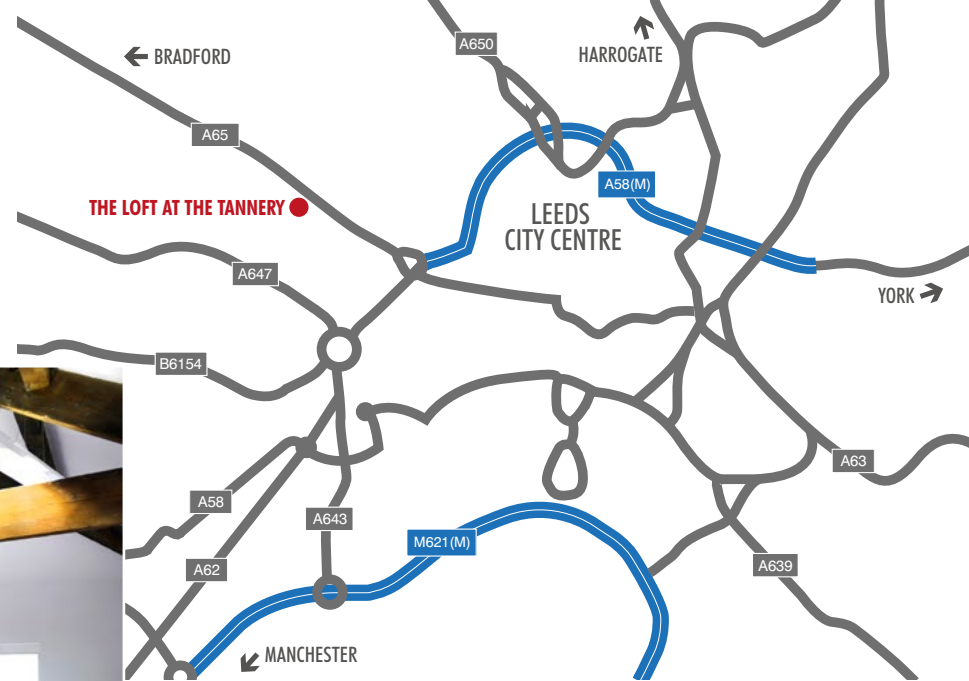 A650
HARROGATE
BRADFORD
A65
A58(M)
THE LOFT AT THE TANNERY
LEEDS
CITY CENTRE
A647
YORK
B6154
A63
A58
A643
M621(M)
A62
A639
MANCHESTER